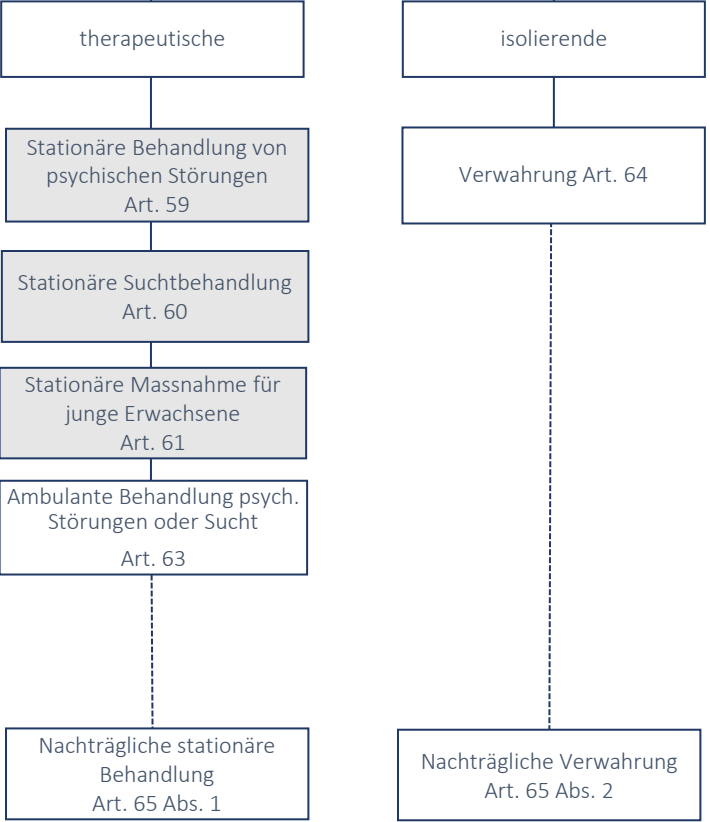 therapeutische
isolierende
Stationäre Behandlung von
psychischen Störungen
Art. 59
Verwahrung Art. 64
Stationäre Suchtbehandlung
Art. 60
Stationäre Massnahme für
junge Erwachsene
Art. 61
Ambulante Behandlung psych.
Störungen oder Sucht
Art. 63
Nachträgliche stationäre
Behandlung
Art. 65 Abs. 1
Nachträgliche Verwahrung
Art. 65 Abs. 2